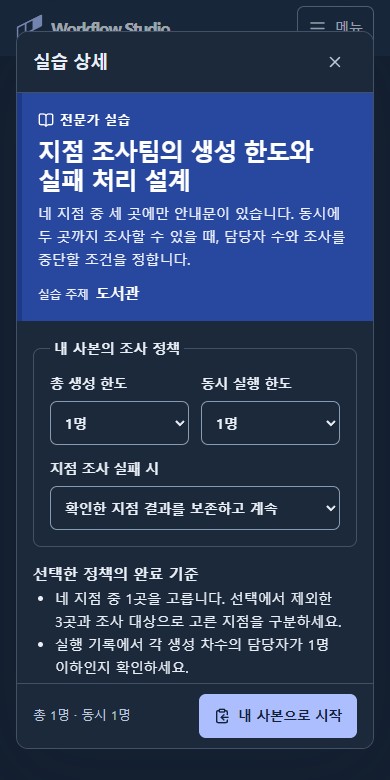 Workflow Studio
메뉴
실습 상세
전문가 실습
지점 조사팀의 생성 한도와
실패 처리 설계
네 지점 중 세 곳에만 안내문이 있습니다. 동시에
두 곳까지 조사할 수 있을 때, 담당자 수와 조사를
중단할 조건을 정합니다.
실습 주제 도서관
내 사본의 조사 정책
총 생성 한도
동시 실행 한도
1명
1명
지점 조사 실패 시
확인한 지점 결과를 보존하고 계속
선택한 정책의 완료 기준
• 네 지점 중 1곳을 고릅니다. 선택에서 제외한
3곳과 조사 대상으로 고른 지점을 구분하세요.
• 실행 기록에서 각 생성 차수의 담당자가 1명
이하인지 확인하세요.
총 1명 · 동시 1명
내 사본으로 시작